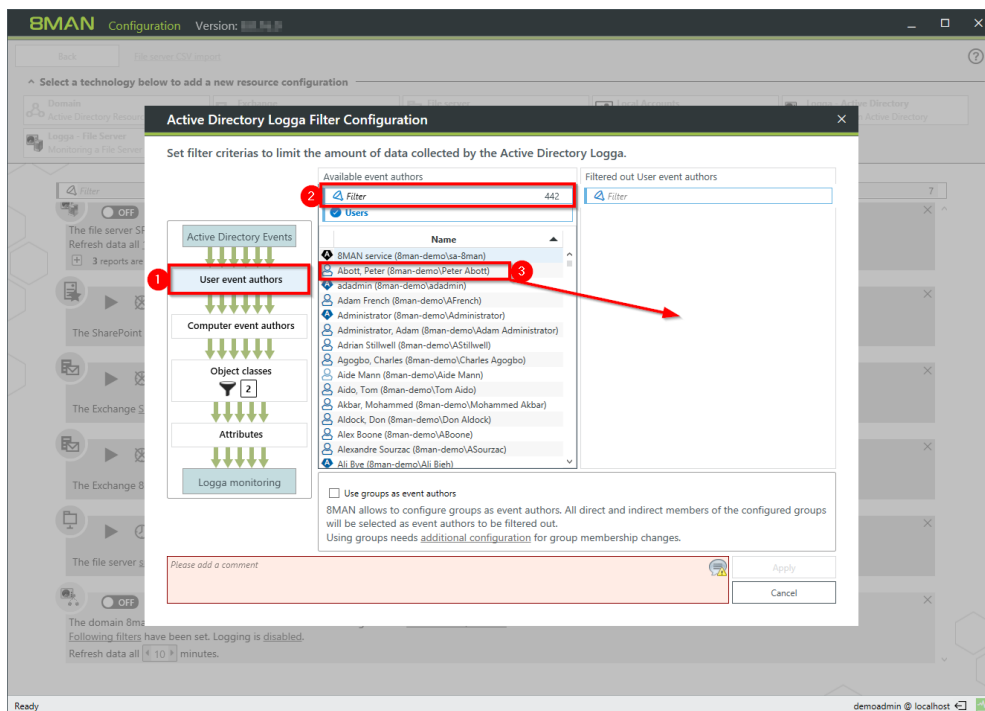 8MAN Configuration Version:
Back File server CSV import
Select a technology below to add a new resource configuration
Domain Exchange File server Local Accounts Logga - Active Directory
Active Directory Resour Active Directory
Logga - File Server
Monitoring a File Server
Active Directory Logga Filter Configuration
Set filter criterias to limit the amount of data collected by the Active Directory Logga.
Available event authors Filtered out User event authors
Filter 7
2 Filter 442 Filter
Users
OFF
The file server SF
Refresh data all
3 reports are
Active Directory Events
Name
8MAN service (8man-demo\sa-8man)
1 User event authors
Abott, Peter (8man-demo\Peter Abott) 3
adadmin (8man-demo\adadmin)
Adam French (8man-demo\AFrench)
Administrator (8man-demo\Administrator)
Computer event authors
Administrator, Adam (8man-demo\Adam Administrator)
The SharePoint
Adrian Stillwell (8man-demo\AStillwell)
Agogbo, Charles (8man-demo\Charles Agogbo)
Object classes
Aide Mann (8man-demo\Aide Mann)
2
Aido, Tom (8man-demo\Tom Aido)
The Exchange S
Akbar, Mohammed (8man-demo\Mohammed Akbar)
Aldock, Don (8man-demo\Don Aldock)
Attributes
Alex Boone (8man-demo\ABoone)
Alexandre Sourzac (8man-demo\ASourzac)
Ali Bye (8man-demo\Ali Bieh)
The Exchange 8
Logga monitoring
Use groups as event authors
8MAN allows to configure groups as event authors. All direct and indirect members of the configured groups
will be selected as event authors to be filtered out.
Using groups needs additional configuration for group membership changes.
The file server s
Please add a comment
Apply
Cancel
OFF
The domain 8ma
Following filters have been set. Logging is disabled.
Refresh data all 10 minutes.
Ready demoadmin @ localhost